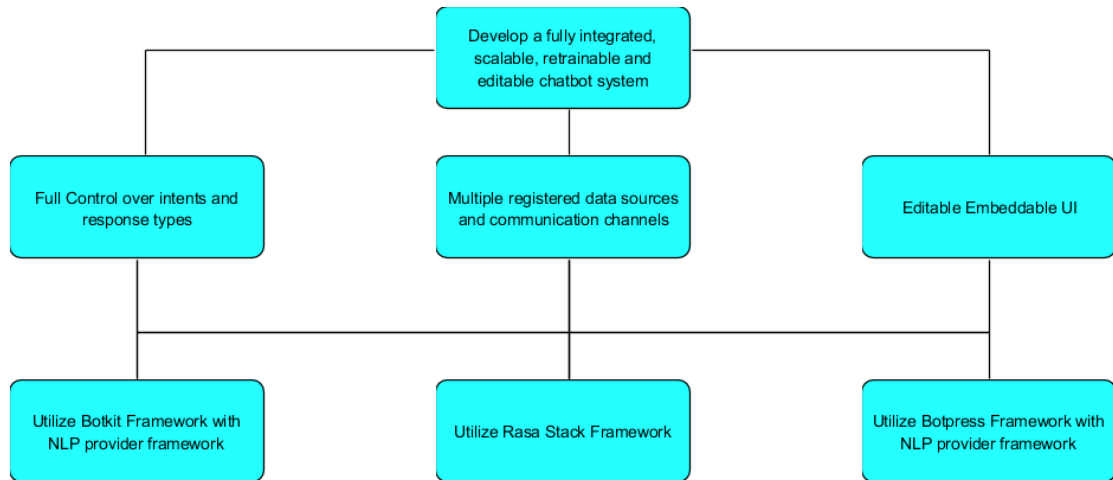 Develop a fully integrated,
scalable, retrainable and
editable chatbot system
Full Control over intents and
response types
Multiple registered data sources
and communication channels
Editable Embeddable UI
Utilize Botkit Framework with
NLP provider framework
Utilize Rasa Stack Framework
Utilize Botpress Framework with
NLP provider framework